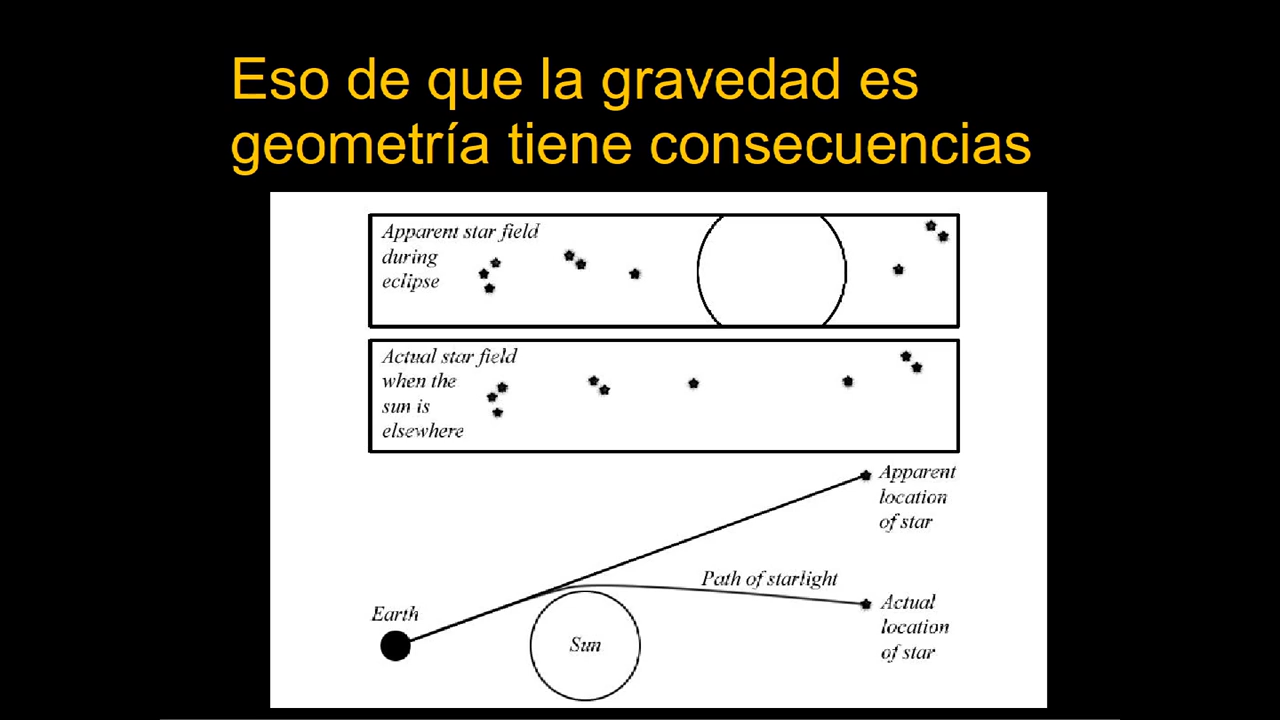 Eso de que la gravedad es
geometría tiene consecuencias
Apparent star field
during
eclipse
Actual star field
when the
sun is
elsewhere
Apparent
location
of star
Path of starlight
Actual
location
of star
Earth
Sun